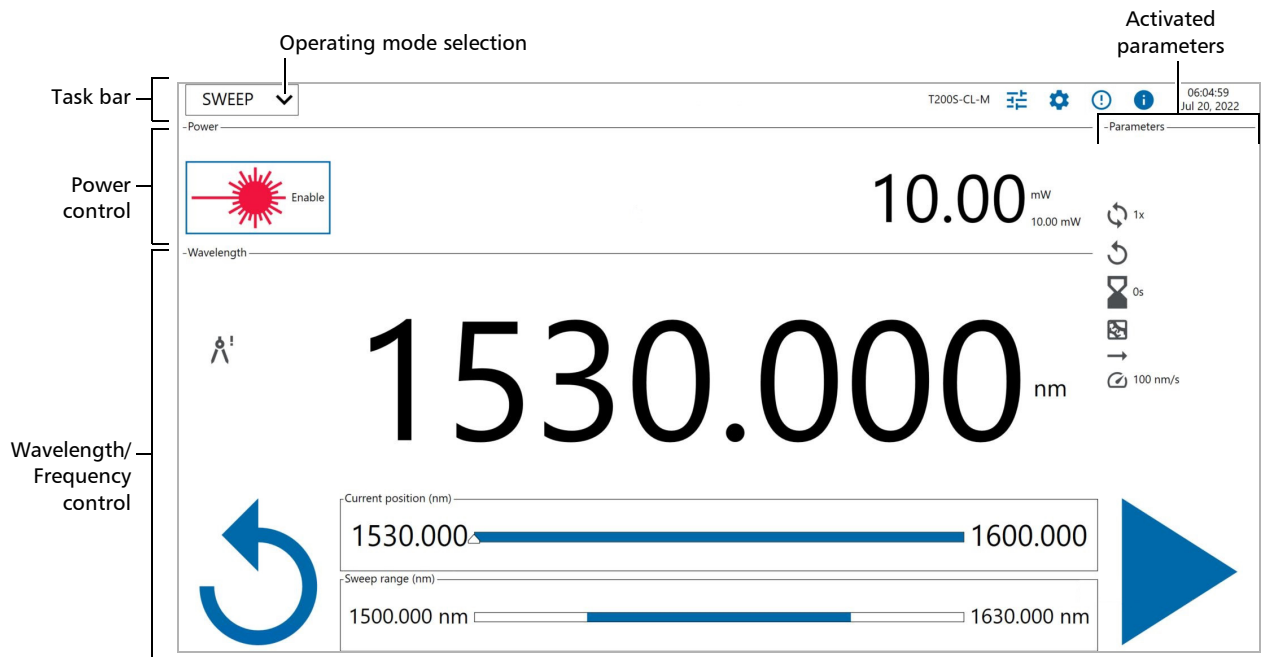 Activated
parameters
Operating mode selection
Task bar
SWEEP
T200S-CL-M
06:04:59
Jul 20, 2022
Power
Parameters
Power
control
Enable
10.00 mW
10.00 mW
1x
Wavelength
0s
1530.000 nm
100 nm/s
Wavelength/
Frequency
control
Current position (nm)
1530.000 1600.000
Sweep range (nm)
1500.000 nm 1630.000 nm